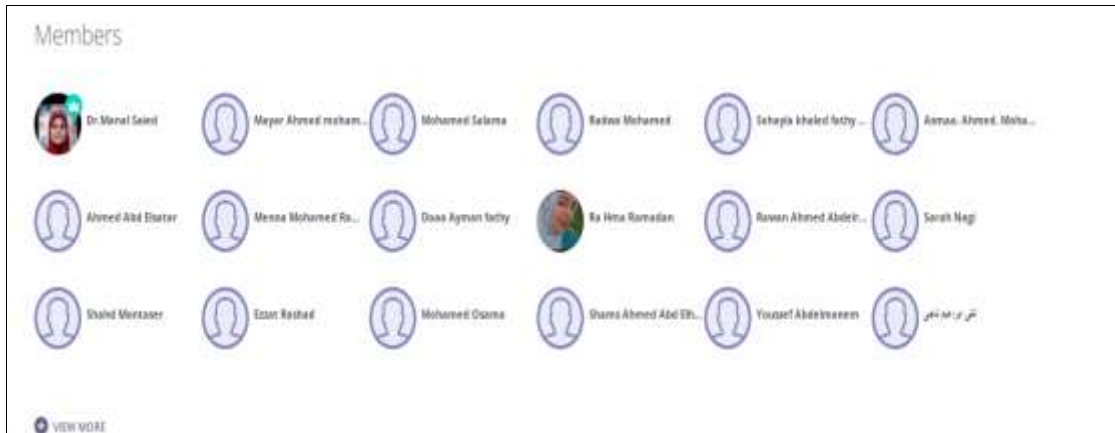 Members
Dr.Manal Saied
Mayar Ahmed moham...
Mohamed Salama
Radwa Mohamed
Sohayla khaled fathy ...
Asmaa. Ahmed. Moha...
Ahmed Abd Elsatar
Menna Mohamed Ra...
Doaa Ayman fathy
Ra Hma Ramadan
Rawan Ahmed Abdelr...
Sarah Nagi
Shahd Montaser
Ezzat Rashad
Mohamed Osama
Shams Ahmed Abd Elh...
Youssef Abdelmonem
VIEW MORE